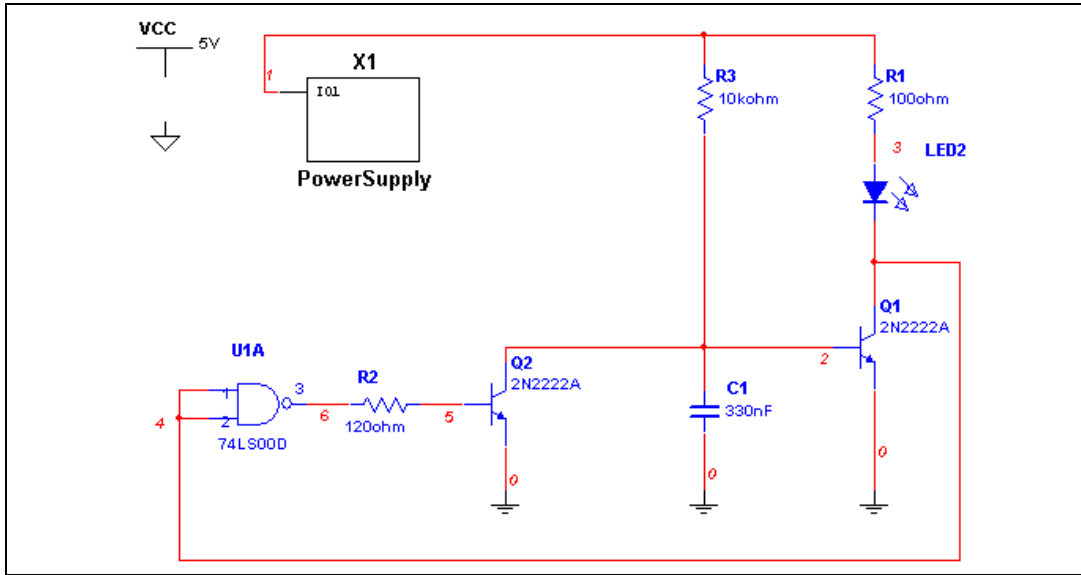 VCC
5V
X1
1
IO1
PowerSupply
R3
10kohm
R1
100ohm
3
LED2
Q1
2N2222A
U1A
Q2
2N2222A
2
R2
C1
330nF
1
3
6
5
4
2
120ohm
74LS00D
0
0
0